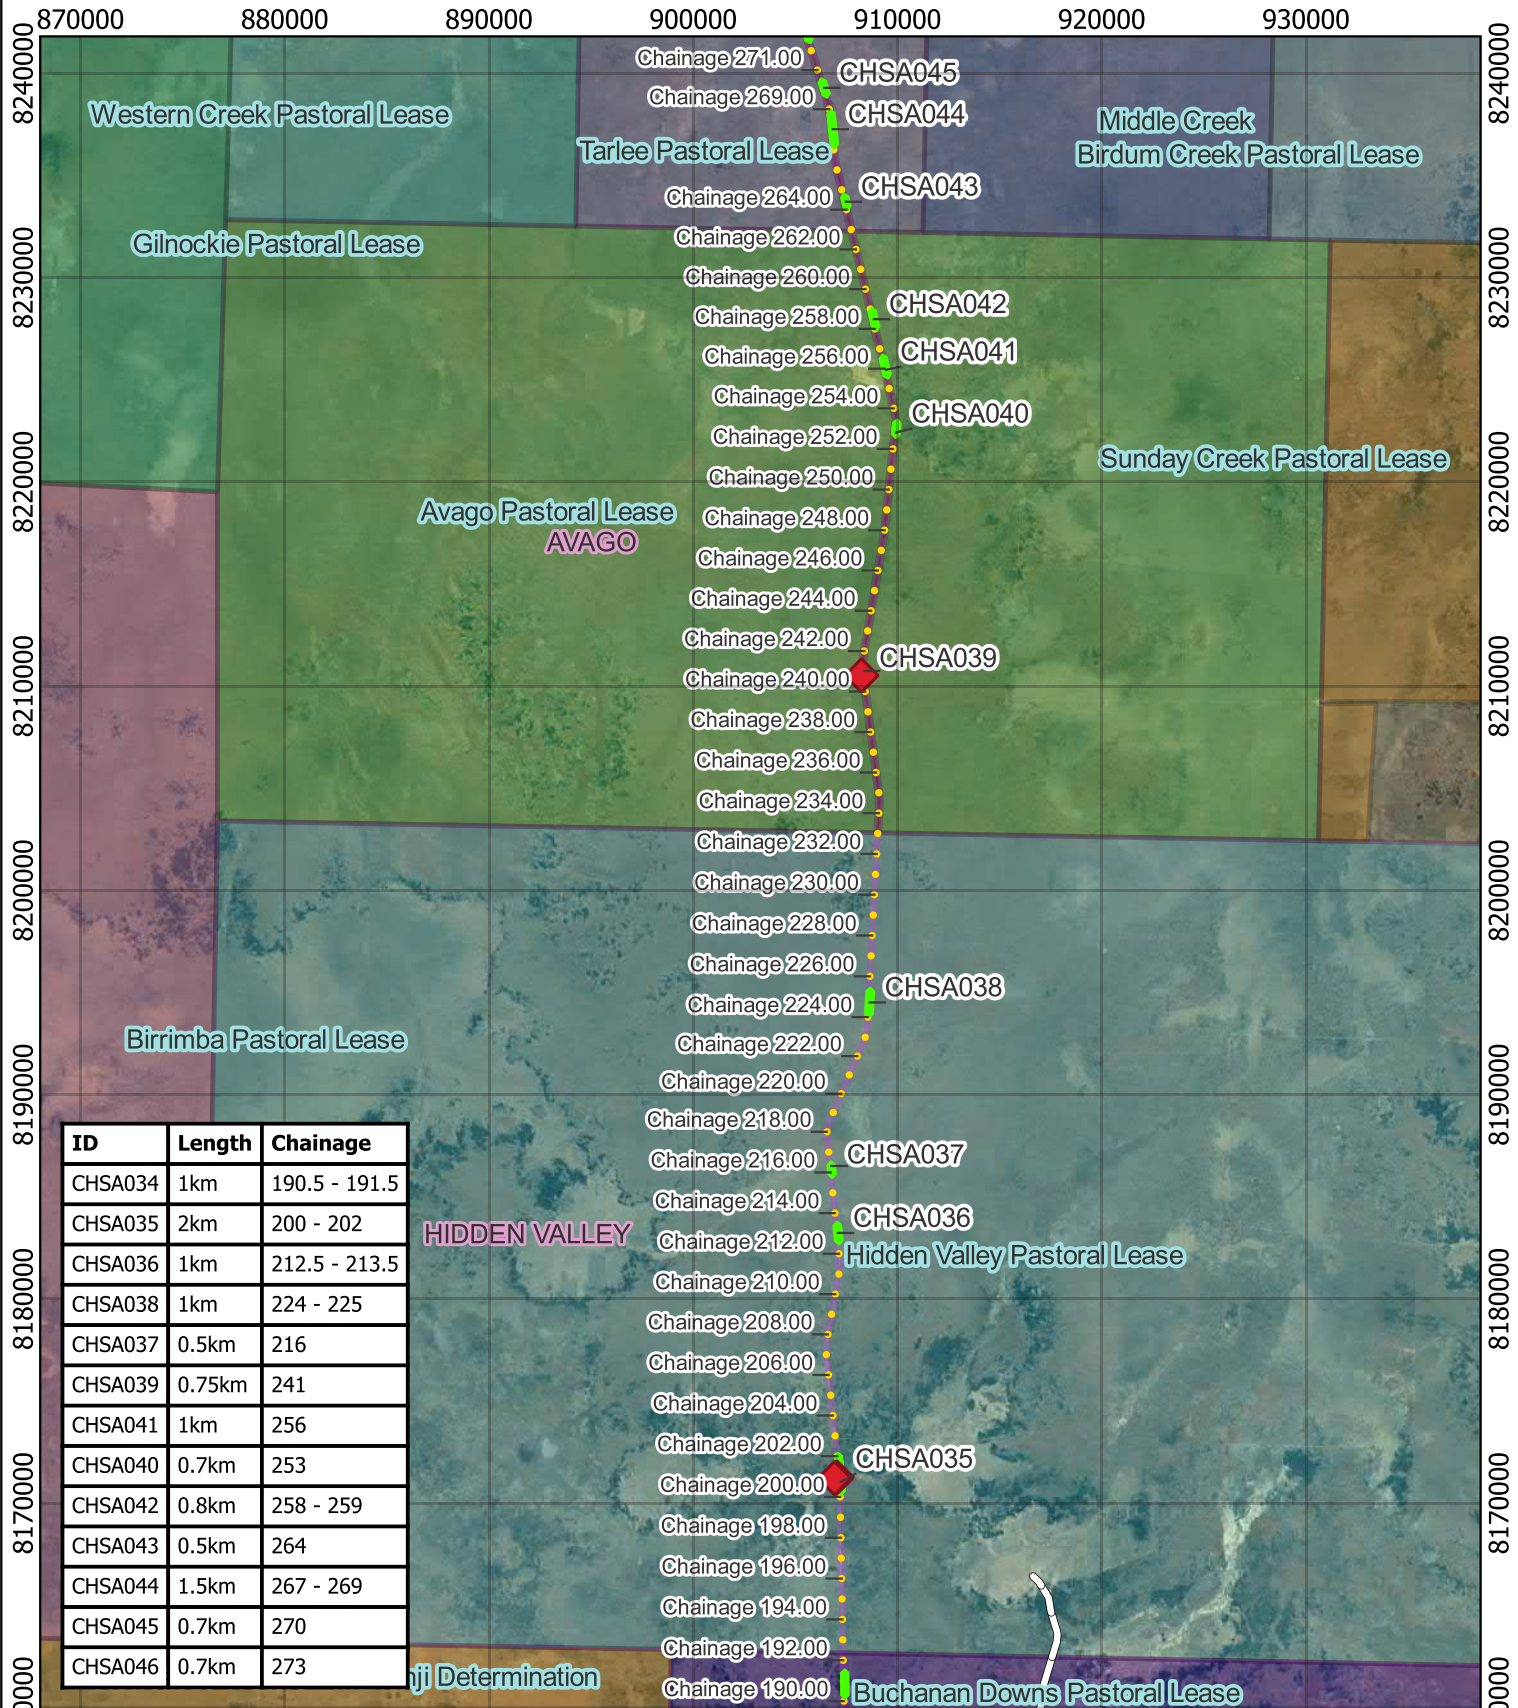 870000 880000 890000 900000 910000 920000 930000
8240000
8240000
Chainage 271.00
CHSA045
Chainage 269.00
CHSA044
Western Creek Pastoral Lease
Middle Creek
Tarlee Pastoral Lease
Birdum Creek Pastoral Lease
CHSA043
Chainage 264.00
Chainage 262.00
Gilnockie Pastoral Lease
8230000
8230000
Chainage 260.00
CHSA042
Chainage 258.00
CHSA041
Chainage 256.00
Chainage 254.00
CHSA040
Chainage 252.00
Sunday Creek Pastoral Lease
8220000
8220000
Chainage 250.00
Avago Pastoral Lease
Chainage 248.00
AVAGO
Chainage 246.00
Chainage 244.00
Chainage 242.00
CHSA039
Chainage 240.00
8210000
8210000
Chainage 238.00
Chainage 236.00
Chainage 234.00
Chainage 232.00
Chainage 230.00
8200000
8200000
Chainage 228.00
Chainage 226.00
CHSA038
Chainage 224.00
Birrimba Pastoral Lease
Chainage 222.00
Chainage 220.00
8190000
8190000
Chainage 218.00
CHSA037
Chainage 216.00
Chainage 214.00
CHSA036
HIDDEN VALLEY
Chainage 212.00
Hidden Valley Pastoral Lease
Chainage 210.00
8180000
8180000
Chainage 208.00
Chainage 206.00
Chainage 204.00
Chainage 202.00
CHSA035
Chainage 200.00
8170000
8170000
Chainage 198.00
Chainage 196.00
Chainage 194.00
Chainage 192.00
Chainage 190.00
Buchanan Downs Pastoral Lease
ID Length Chainage
CHSA034 1km 190.5 - 191.5
CHSA035 2km 200 - 202
CHSA036 1km 212.5 - 213.5
CHSA038 1km 224 - 225
CHSA037 0.5km 216
CHSA039 0.75km 241
CHSA041 1km 256
CHSA040 0.7km 253
CHSA042 0.8km 258 - 259
CHSA043 0.5km 264
CHSA044 1.5km 267 - 269
CHSA045 0.7km 270
CHSA046 0.7km 273
nji Determination